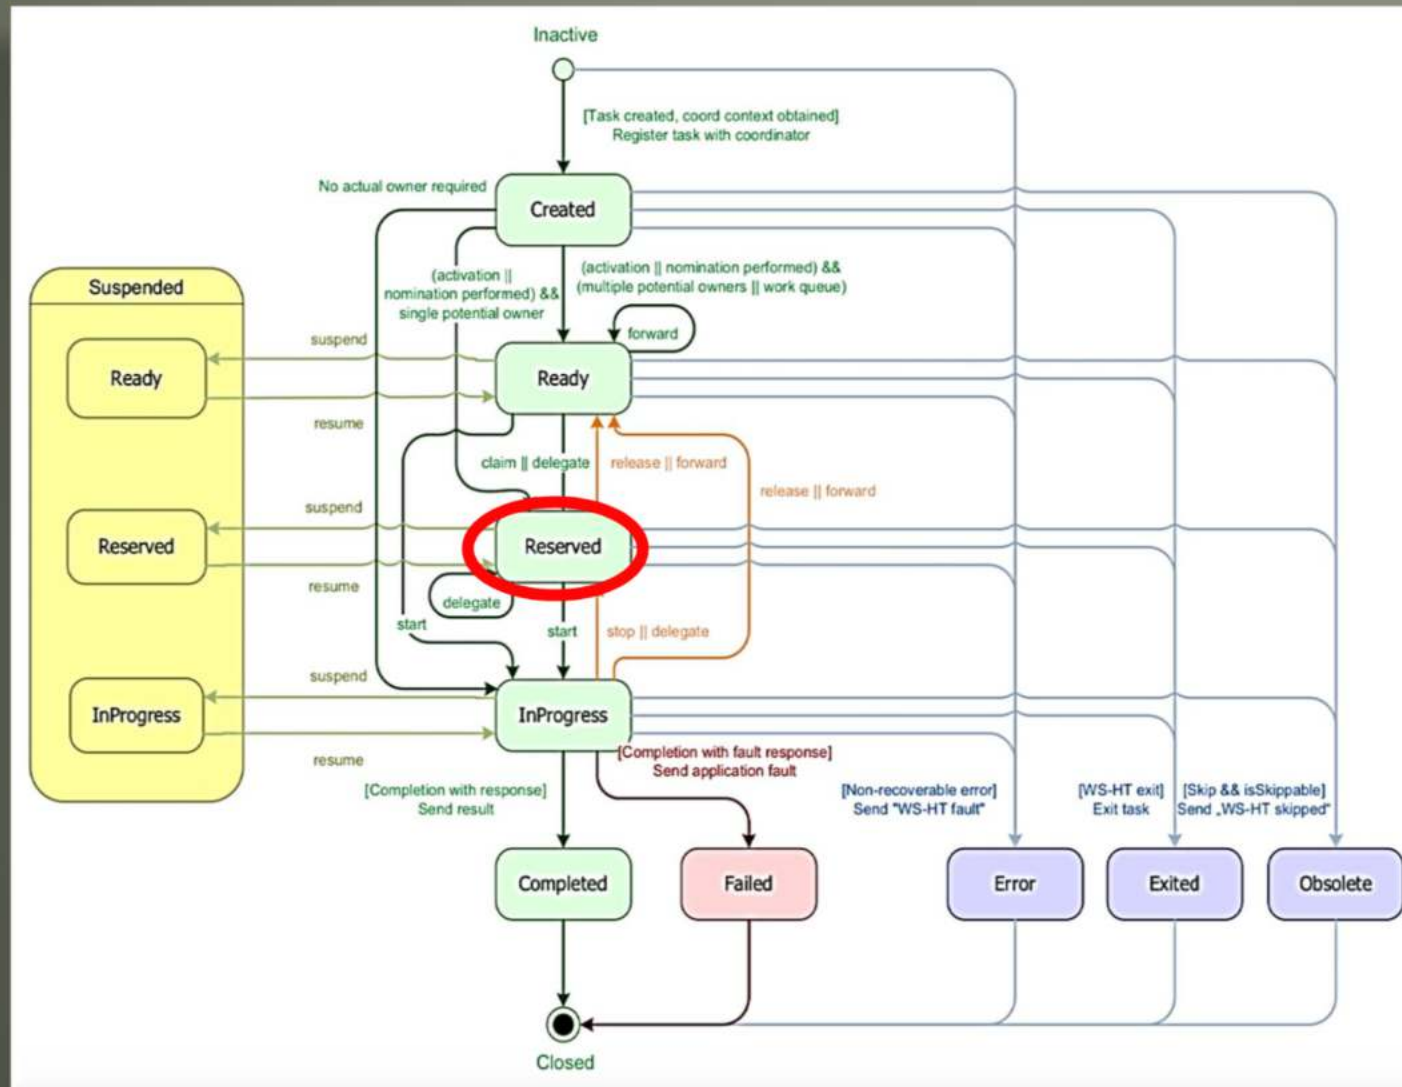 Inactive
[Task created, coord context obtained]
Register task with coordinator
No actual owner required
Created
(activation ||
nomination performed) &&
single potential owner
(activation || nomination performed) &&
(multiple potential owners || work queue)
Suspended
forward
suspend
Ready
Ready
resume
claim || delegate
release || forward
release || forward
suspend
Reserved
Reserved
resume
delegate
start
start
stop || delegate
suspend
InProgress
InProgress
resume
[Completion with fault response]
Send application fault
[Completion with response]
Send result
[Non-recoverable error]
Send "WS-HT fault"
[WS-HT exit]
Exit task
[Skip && isSkippable]
Send „WS-HT skipped"
Completed
Failed
Error
Exited
Obsolete
Closed